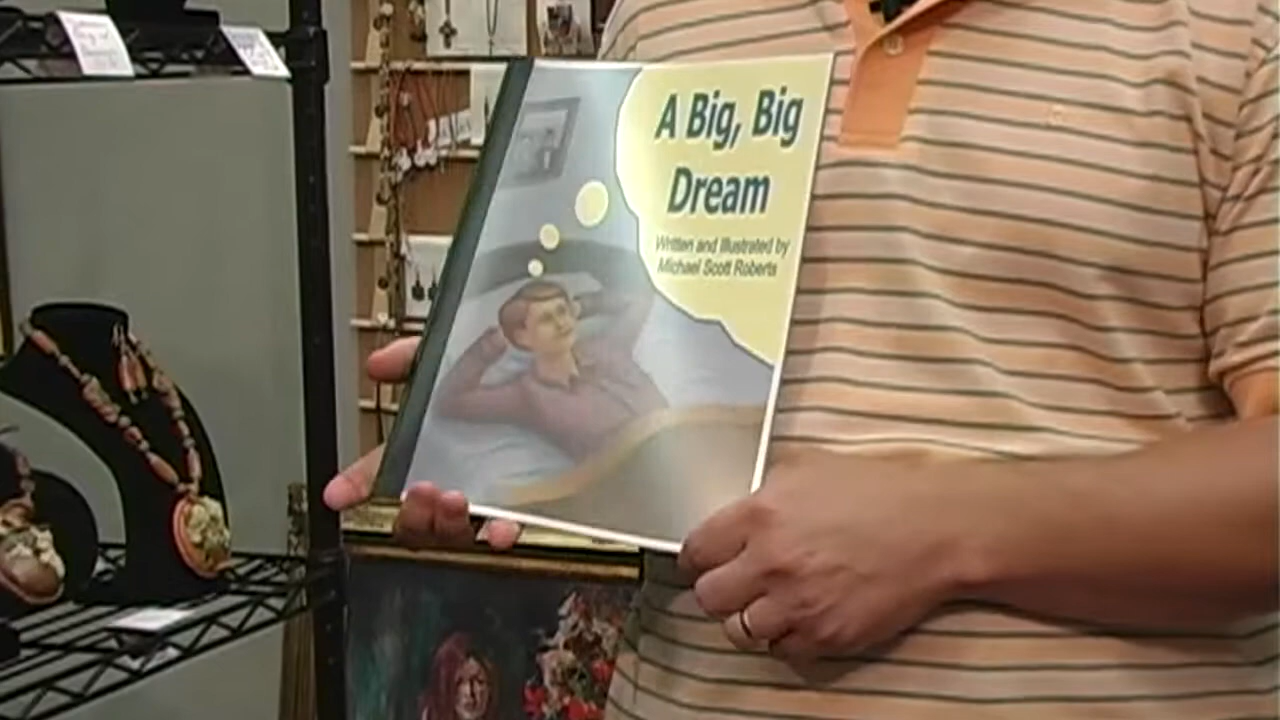 A Big, Big
Dream
Written and Illustrated by
Michael Scott Roberts